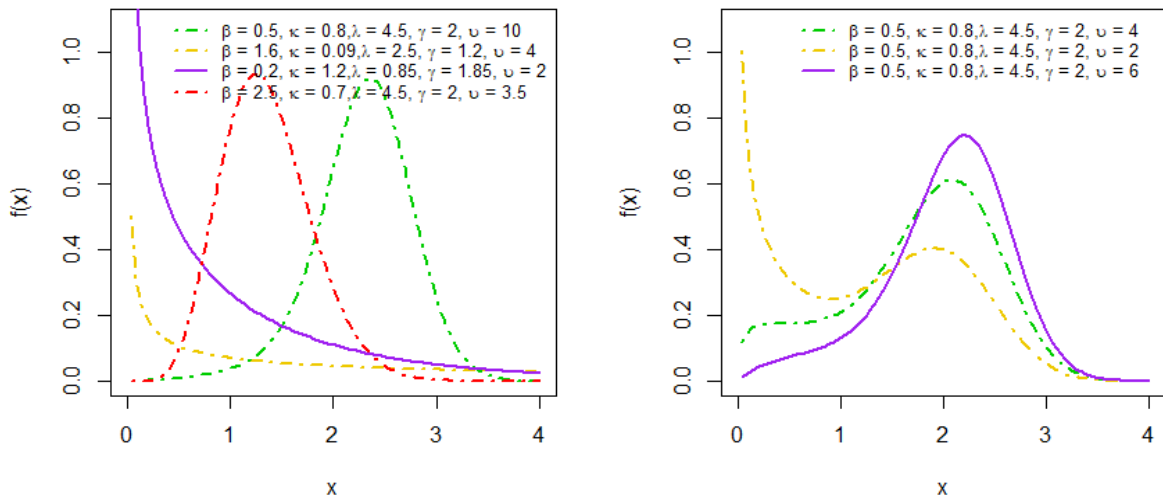 β = 0.5, κ = 0.8,λ = 4.5, γ = 2, υ = 10
β = 1.6, κ = 0.09,λ = 2.5, γ = 1.2, υ = 4
β = 0.2, κ = 1.2,λ = 0.85, γ = 1.85, υ = 2
β = 2.5, κ = 0.7,λ = 4.5, γ = 2, υ = 3.5
1.0
0.8
0.6
0.4
0.2
0.0
f(x)
0 1 2 3 4
x
β = 0.5, κ = 0.8,λ = 4.5, γ = 2, υ = 4
β = 0.5, κ = 0.8,λ = 4.5, γ = 2, υ = 2
β = 0.5, κ = 0.8,λ = 4.5, γ = 2, υ = 6
1.0
0.8
0.6
0.4
0.2
0.0
f(x)
0 1 2 3 4
x